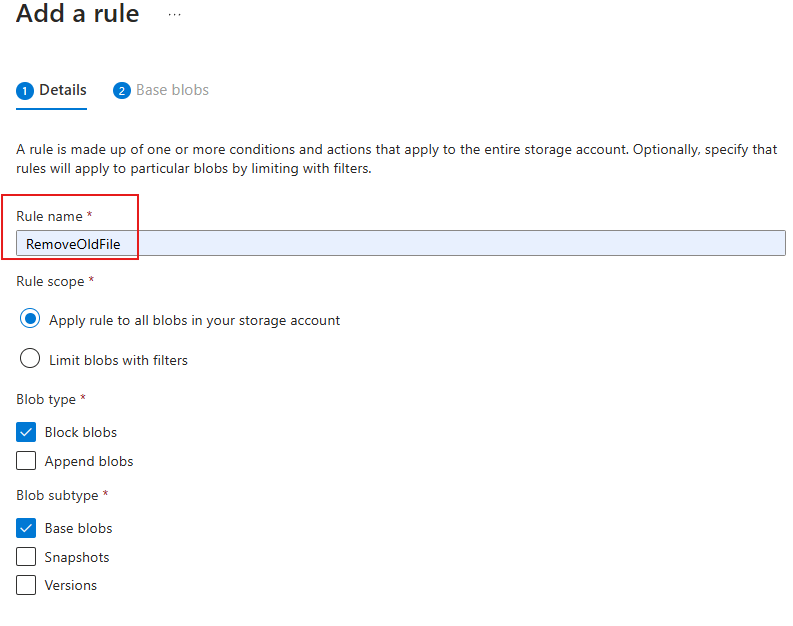 Add a rule ...
1 Details 2 Base blobs
A rule is made up of one or more conditions and actions that apply to the entire storage account. Optionally, specify that
rules will apply to particular blobs by limiting with filters.
Rule name *
RemoveOldFile
Rule scope *
Apply rule to all blobs in your storage account
Limit blobs with filters
Blob type *
Block blobs
Append blobs
Blob subtype *
Base blobs
Snapshots
Versions